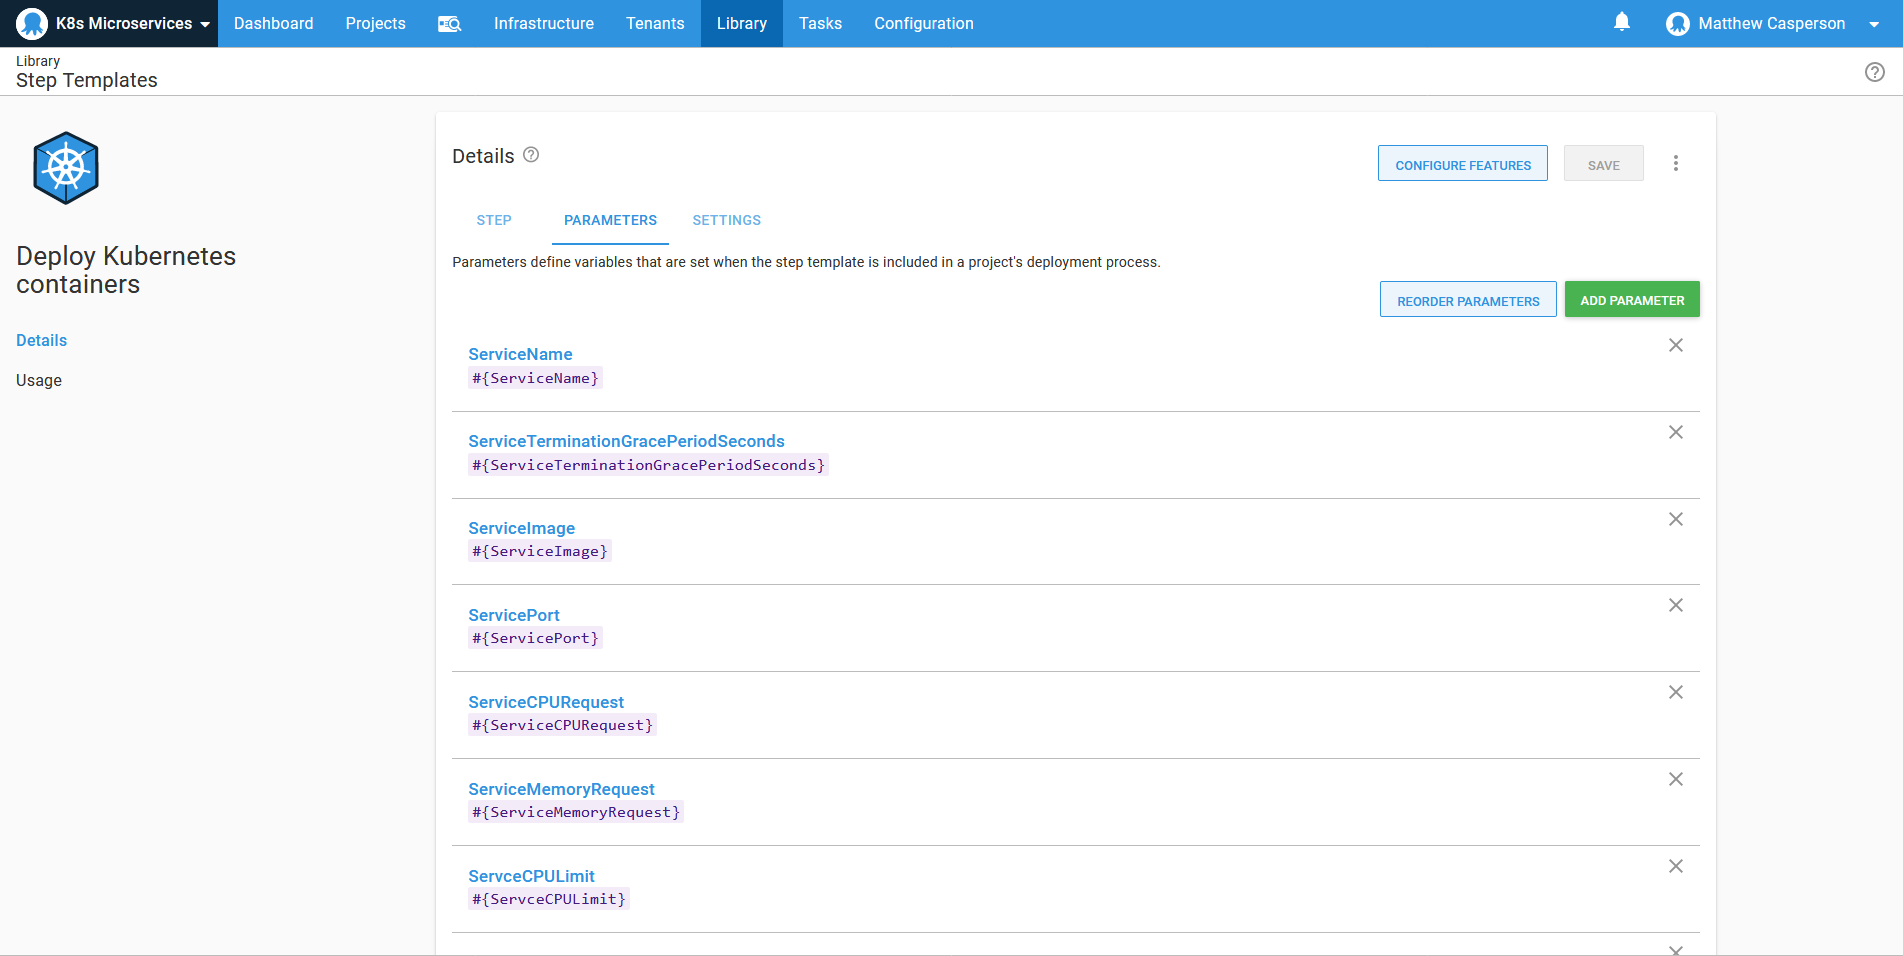 K8s Microservices Dashboard Projects Infrastructure Tenants Library Tasks Configuration Matthew Casperson
Library
Step Templates
Deploy Kubernetes
containers
Details
Usage
Details
CONFIGURE FEATURES SAVE
STEP PARAMETERS SETTINGS
Parameters define variables that are set when the step template is included in a project's deployment process.
REORDER PARAMETERS ADD PARAMETER
ServiceName
#{ServiceName}
ServiceTerminationGracePeriodSeconds
#{ServiceTerminationGracePeriodSeconds}
ServiceImage
#{ServiceImage}
ServicePort
#{ServicePort}
ServiceCPURequest
#{ServiceCPURequest}
ServiceMemoryRequest
#{ServiceMemoryRequest}
ServceCPULimit
#{ServceCPULimit}